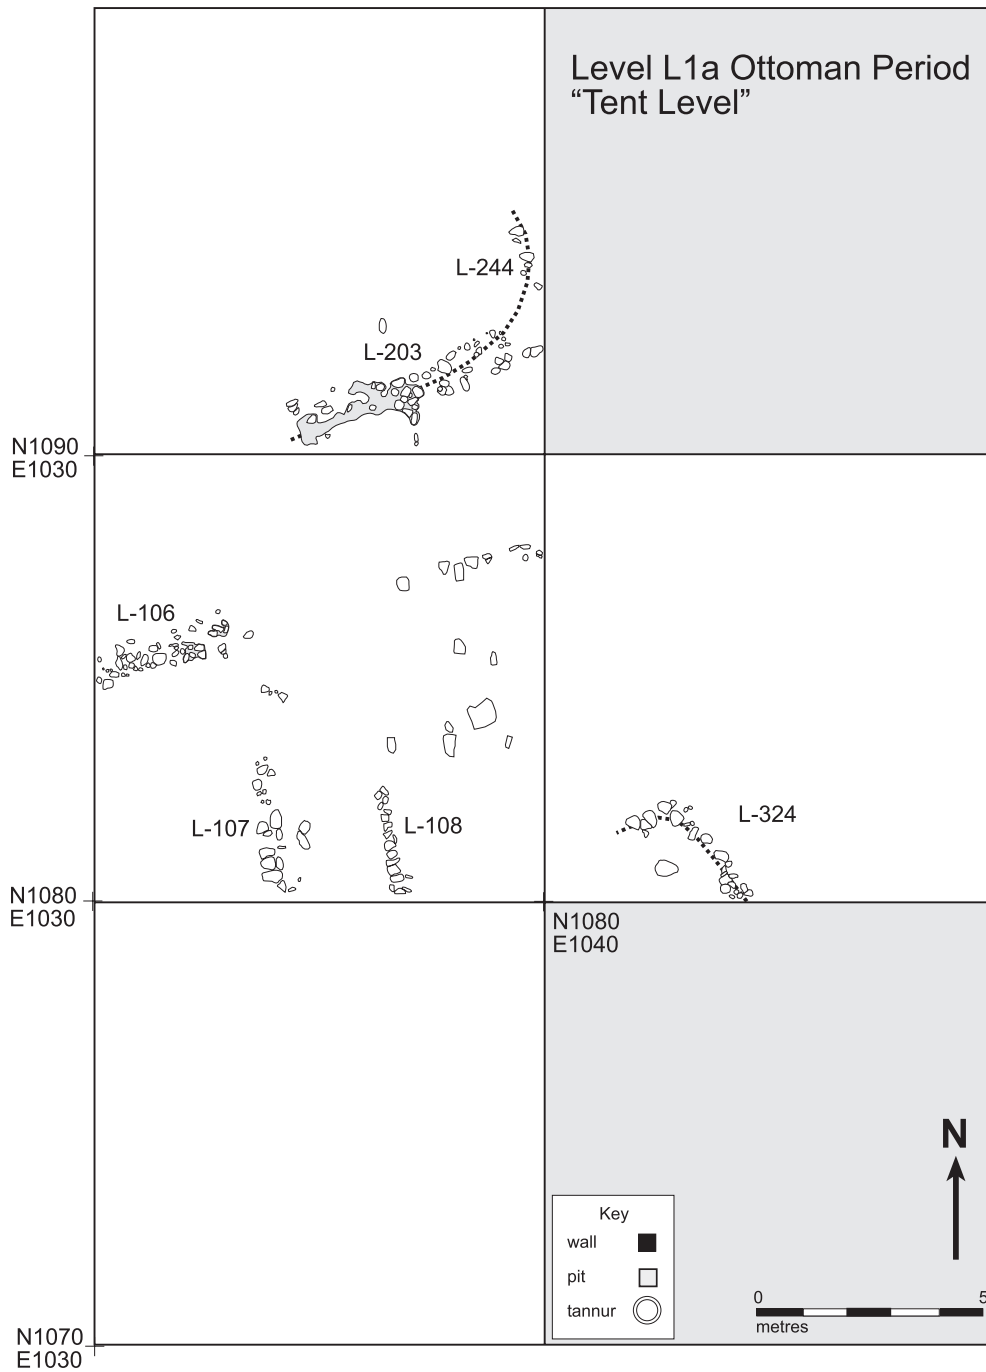 Level L1a Ottoman Period
“Tent Level”
L-244
L-203
N1090
E1030
L-106
L-107
L-108
L-324
N1080
E1030
N1080
E1040
N
Key
wall
pit
tannur
0
5
metres
N1070
E1030